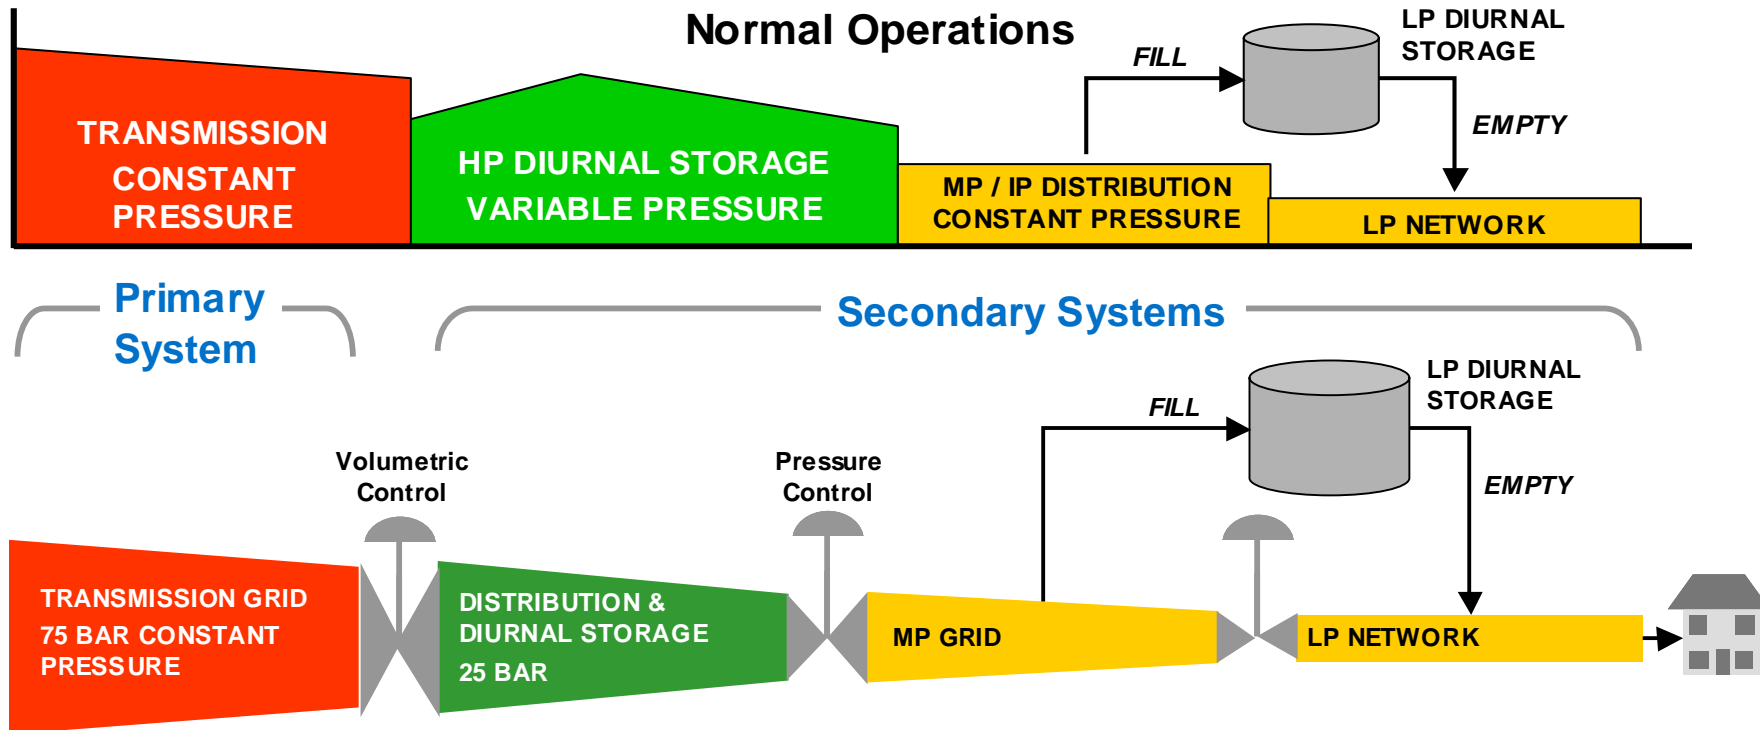 Normal Operations
LP DIURNAL
STORAGE
FILL
EMPTY
TRANSMISSION
CONSTANT
PRESSURE
HP DIURNAL STORAGE
VARIABLE PRESSURE
MP / IP DISTRIBUTION
CONSTANT PRESSURE
LP NETWORK
Primary
System
Secondary Systems
LP DIURNAL
STORAGE
FILL
EMPTY
Volumetric
Control
Pressure
Control
TRANSMISSION GRID
75 BAR CONSTANT
PRESSURE
DISTRIBUTION &
DIURNAL STORAGE
25 BAR
MP GRID
LP NETWORK